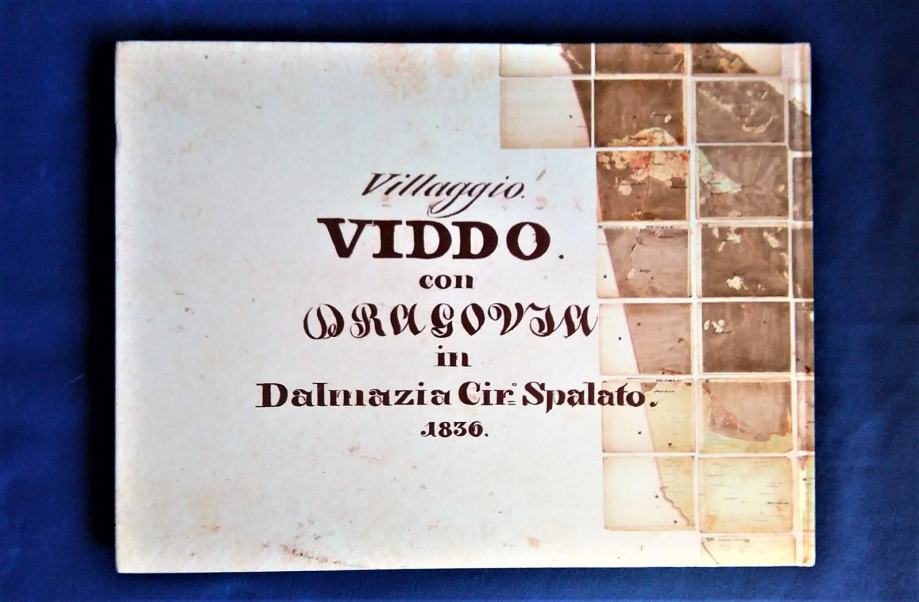 Villaggio.
VIDDO.
con
DRAGOVIA
in
Dalmazia Cir.º Spalato.
1836.